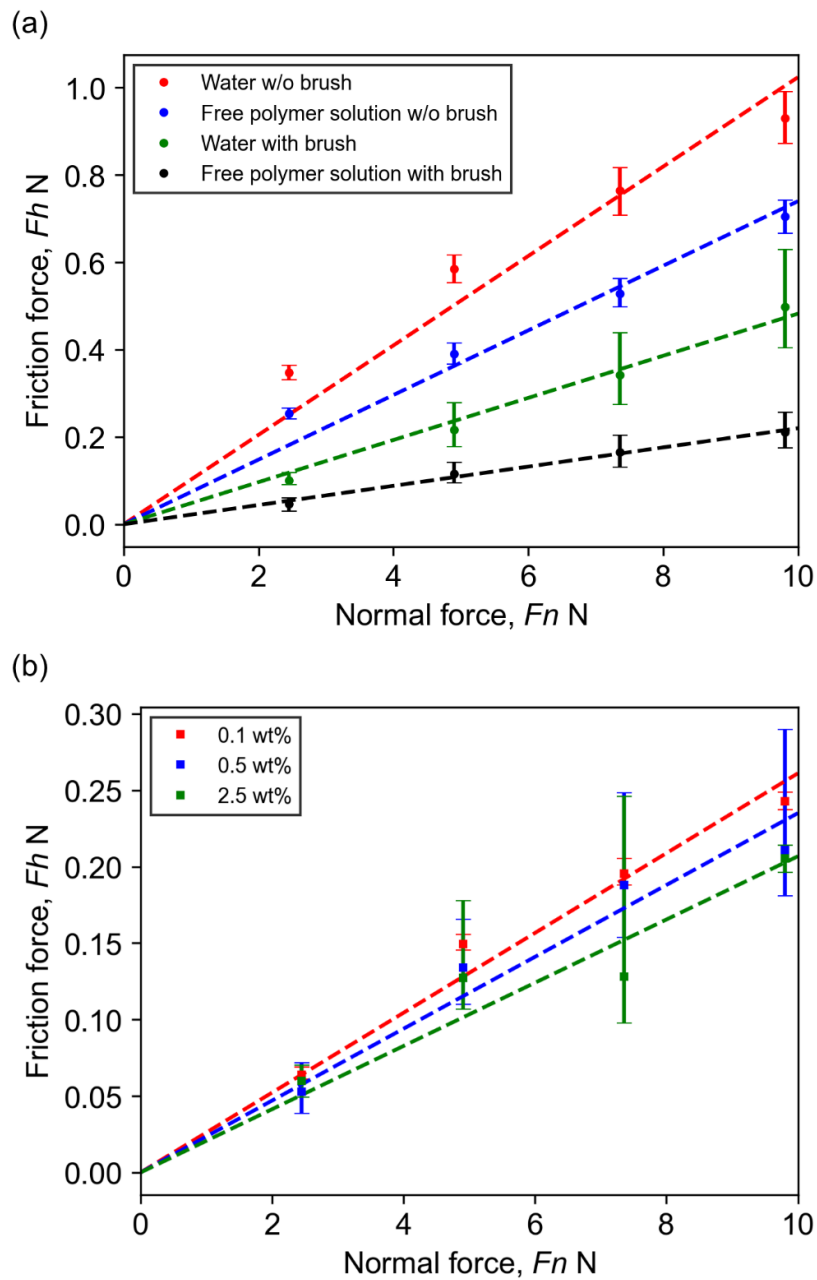 (a)
Friction force, Fh N
1.0
0.8
0.6
0.4
0.2
0.0
Water w/o brush
Free polymer solution w/o brush
Water with brush
Free polymer solution with brush
0 2 4 6 8 10
Normal force, Fn N
(b)
Friction force, Fh N
0.30
0.25
0.20
0.15
0.10
0.05
0.00
0.1 wt%
0.5 wt%
2.5 wt%
0 2 4 6 8 10
Normal force, Fn N